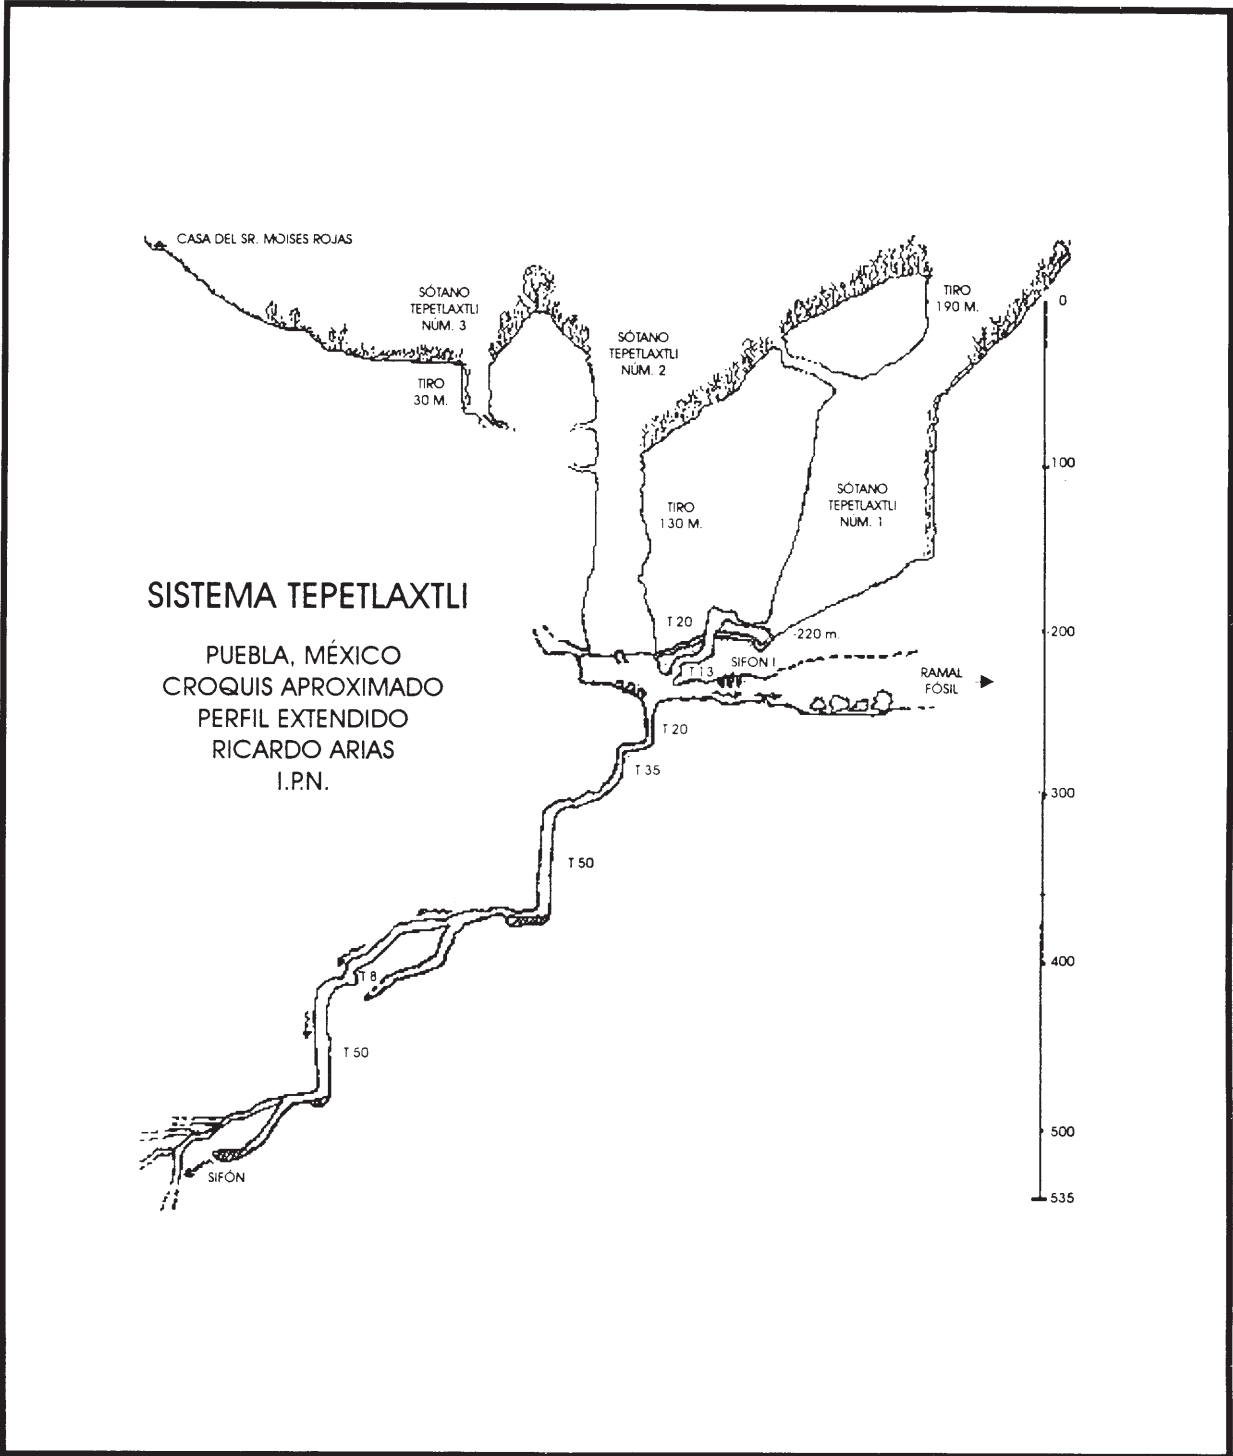 CASA DEL SR. MOISES ROJAS
SÓTANO
TEPETLAXTLI
NÚM. 3
TIRO
30 M.
SÓTANO
TEPETLAXTLI
NÚM. 2
TIRO
190 M.
0
100
TIRO
130 M.
SÓTANO
TEPETLAXTLI
NÚM. 1
SISTEMA TEPETLAXTLI
PUEBLA, MÉXICO
CROQUIS APROXIMADO
PERFIL EXTENDIDO
RICARDO ARIAS
I.P.N.
T 20
-220 m.
200
T 13
SIFON I
RAMAL
FÓSIL
T 20
T 35
300
T 50
400
T 8
T 50
500
SIFÓN
535